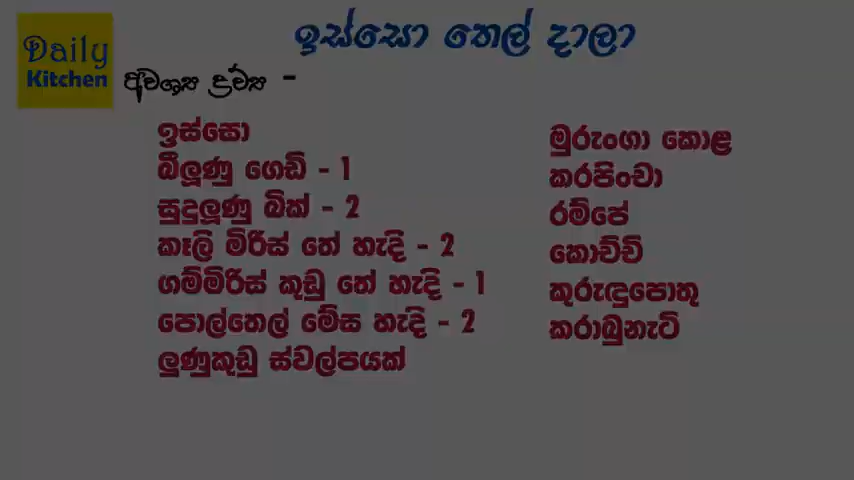 Daily
Kitchen
ඉස්සො තෙල් දාලා
අවශ්‍ය ද්‍රව්‍ය -
ඉස්සො
බීලූණු ගෙඩි - 1
සුදුලූණු බික් - 2
කෑලි මිරිස් තේ හැදි - 2
ගම්මිරිස් කුඩු තේ හැදි - 1
පොල්තෙල් මේස හැදි - 2
ලුණුකුඩු ස්වල්පයක්
මුරුංගා කොළ
කරපිංචා
රම්පේ
කොච්චි
කුරුඳුපොතු
කරාබුනැටි